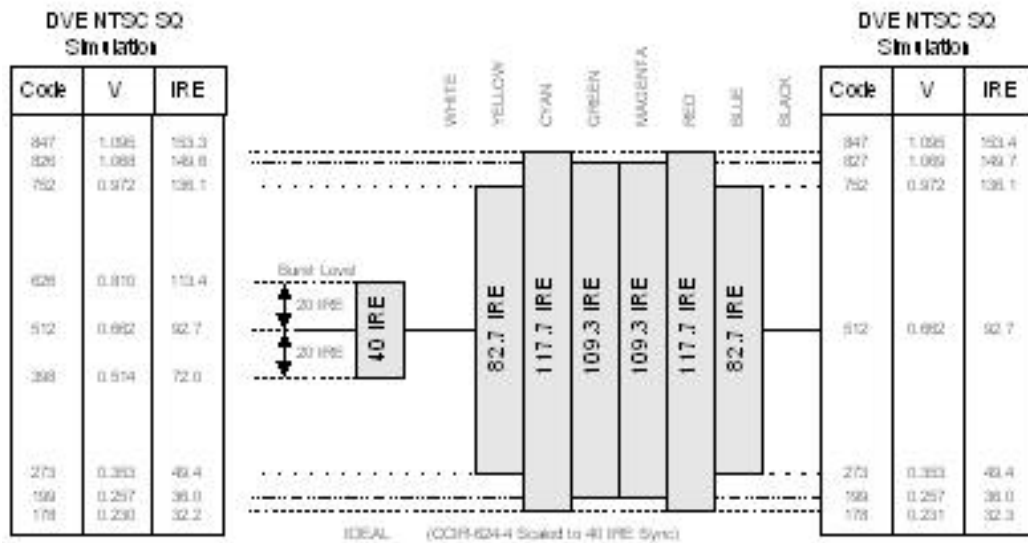 DVE NTSC SQ
Simulation
Code V IRE
847 1.095 153.3
826 1.068 149.6
752 0.972 136.1
626 0.810 113.4
512 0.662 92.7
398 0.514 72.0
273 0.353 49.4
199 0.257 36.0
178 0.230 32.2
WHITE
YELLOW
CYAN
GREEN
MAGENTA
RED
BLUE
BLACK
Burst Level
20 IRE
20 IRE
40 IRE
82.7 IRE
117.7 IRE
109.3 IRE
109.3 IRE
117.7 IRE
82.7 IRE
IDEAL (CCIR-624-4 Scaled to 40 IRE Sync)
DVE NTSC SQ
Simulation
Code V IRE
847 1.095 153.4
827 1.069 149.7
752 0.972 136.1
512 0.662 92.7
273 0.353 49.4
199 0.257 36.0
178 0.231 32.3